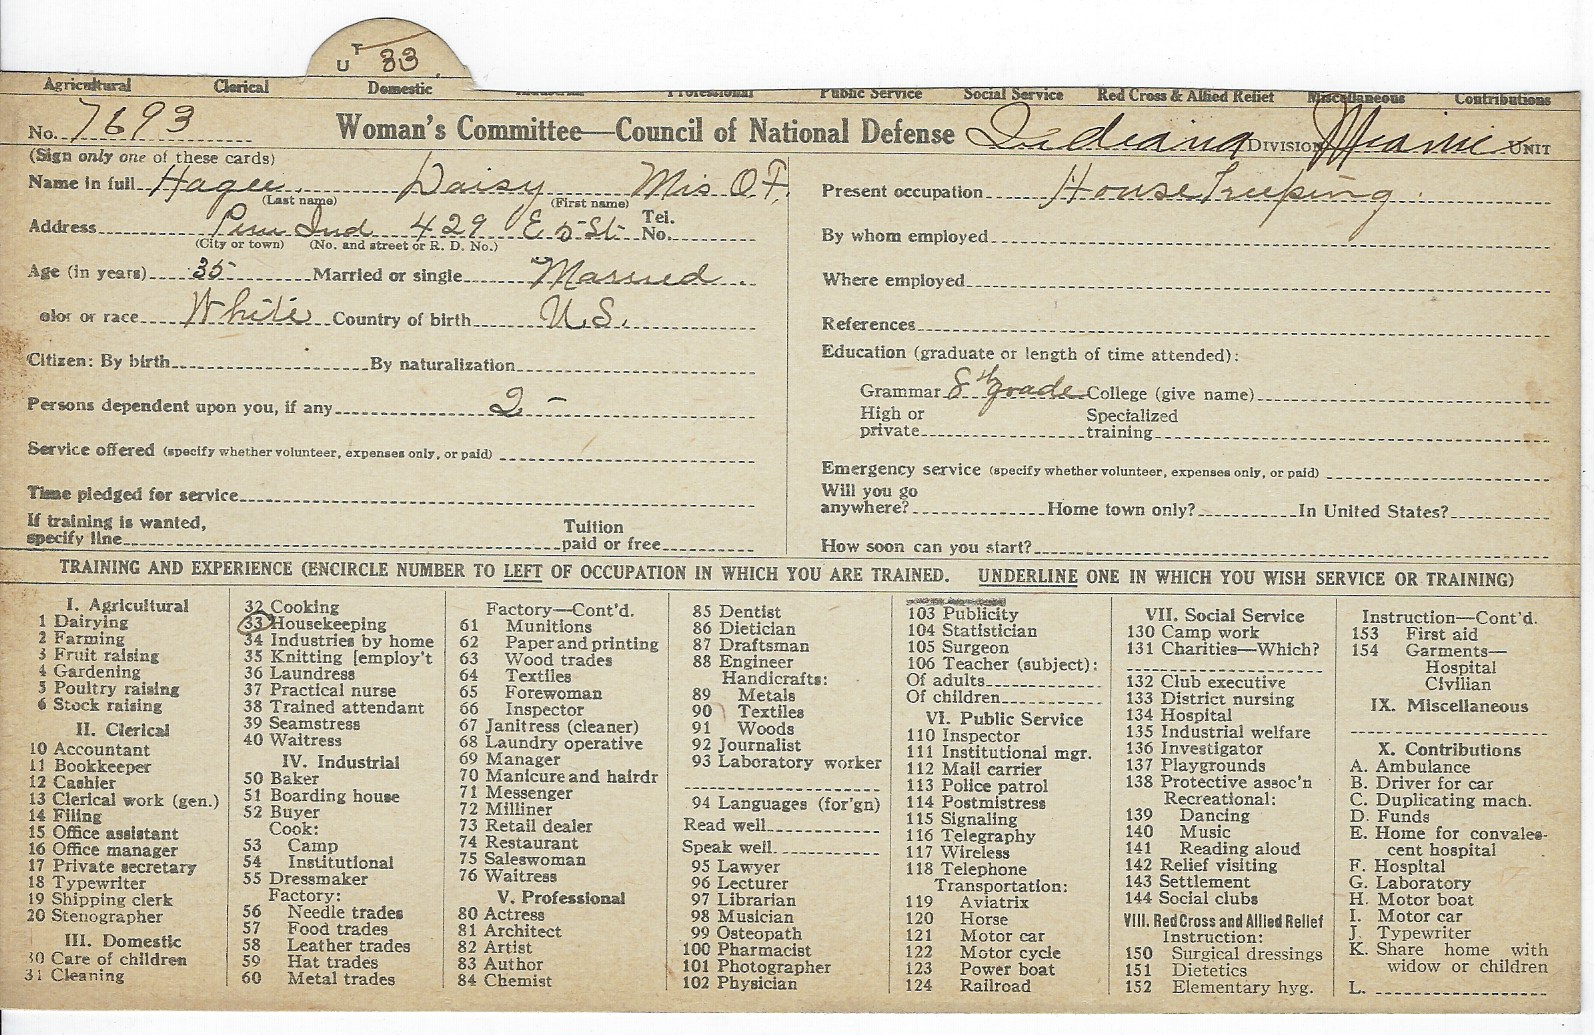 T
U 33
Agricultural Clerical Domestic Industrial Professional Public Service Social Service Red Cross & Allied Relief Miscellaneous Contributions
No. 7693 Woman's Committee—Council of National Defense Indiana DIVISION Miami UNIT
(Sign only one of these cards)
Name in full Hagee Daisy Mrs O. F.
(Last name) (First name)
Address Peru Ind 429 E 5 St Tel. No.
(City or town) (No. and street or R. D. No.)
Age (in years) 35 Married or single Married
olor or race White Country of birth U.S.
Citizen: By birth By naturalization
Persons dependent upon you, if any 2 -
Service offered (specify whether volunteer, expenses only, or paid)
Time pledged for service
If training is wanted,
specify line Tuition paid or free
Present occupation House Keeping
By whom employed
Where employed
References
Education (graduate or length of time attended):
Grammar 8th grade College (give name)
High or private Specialized training
Emergency service (specify whether volunteer, expenses only, or paid)
Will you go
anywhere? Home town only? In United States?
How soon can you start?
TRAINING AND EXPERIENCE (ENCIRCLE NUMBER TO LEFT OF OCCUPATION IN WHICH YOU ARE TRAINED. UNDERLINE ONE IN WHICH YOU WISH SERVICE OR TRAINING)
I. Agricultural
1 Dairying
2 Farming
3 Fruit raising
4 Gardening
5 Poultry raising
6 Stock raising
II. Clerical
10 Accountant
11 Bookkeeper
12 Cashier
13 Clerical work (gen.)
14 Filing
15 Office assistant
16 Office manager
17 Private secretary
18 Typewriter
19 Shipping clerk
20 Stenographer
III. Domestic
30 Care of children
31 Cleaning
32 Cooking
33 Housekeeping
34 Industries by home
35 Knitting [employ't
36 Laundress
37 Practical nurse
38 Trained attendant
39 Seamstress
40 Waitress
IV. Industrial
50 Baker
51 Boarding house
52 Buyer
Cook:
53 Camp
54 Institutional
55 Dressmaker
Factory:
56 Needle trades
57 Food trades
58 Leather trades
59 Hat trades
60 Metal trades
Factory—Cont'd.
61 Munitions
62 Paper and printing
63 Wood trades
64 Textiles
65 Forewoman
66 Inspector
67 Janitress (cleaner)
68 Laundry operative
69 Manager
70 Manicure and hairdr
71 Messenger
72 Milliner
73 Retail dealer
74 Restaurant
75 Saleswoman
76 Waitress
V. Professional
80 Actress
81 Architect
82 Artist
83 Author
84 Chemist
85 Dentist
86 Dietician
87 Draftsman
88 Engineer
Handicrafts:
89 Metals
90 Textiles
91 Woods
92 Journalist
93 Laboratory worker
94 Languages (for'gn)
Read well
Speak well
95 Lawyer
96 Lecturer
97 Librarian
98 Musician
99 Osteopath
100 Pharmacist
101 Photographer
102 Physician
103 Publicity
104 Statistician
105 Surgeon
106 Teacher (subject):
Of adults
Of children
VI. Public Service
110 Inspector
111 Institutional mgr.
112 Mail carrier
113 Police patrol
114 Postmistress
115 Signaling
116 Telegraphy
117 Wireless
118 Telephone
Transportation:
119 Aviatrix
120 Horse
121 Motor car
122 Motor cycle
123 Power boat
124 Railroad
VII. Social Service
130 Camp work
131 Charities—Which?
132 Club executive
133 District nursing
134 Hospital
135 Industrial welfare
136 Investigator
137 Playgrounds
138 Protective assoc'n
Recreational:
139 Dancing
140 Music
141 Reading aloud
142 Relief visiting
143 Settlement
144 Social clubs
VIII. Red Cross and Allied Relief
Instruction:
150 Surgical dressings
151 Dietetics
152 Elementary hyg.
Instruction—Cont'd.
153 First aid
154 Garments—
Hospital
Civilian
IX. Miscellaneous
X. Contributions
A. Ambulance
B. Driver for car
C. Duplicating mach.
D. Funds
E. Home for convales-
cent hospital
F. Hospital
G. Laboratory
H. Motor boat
I. Motor car
J. Typewriter
K. Share home with
widow or children
L.